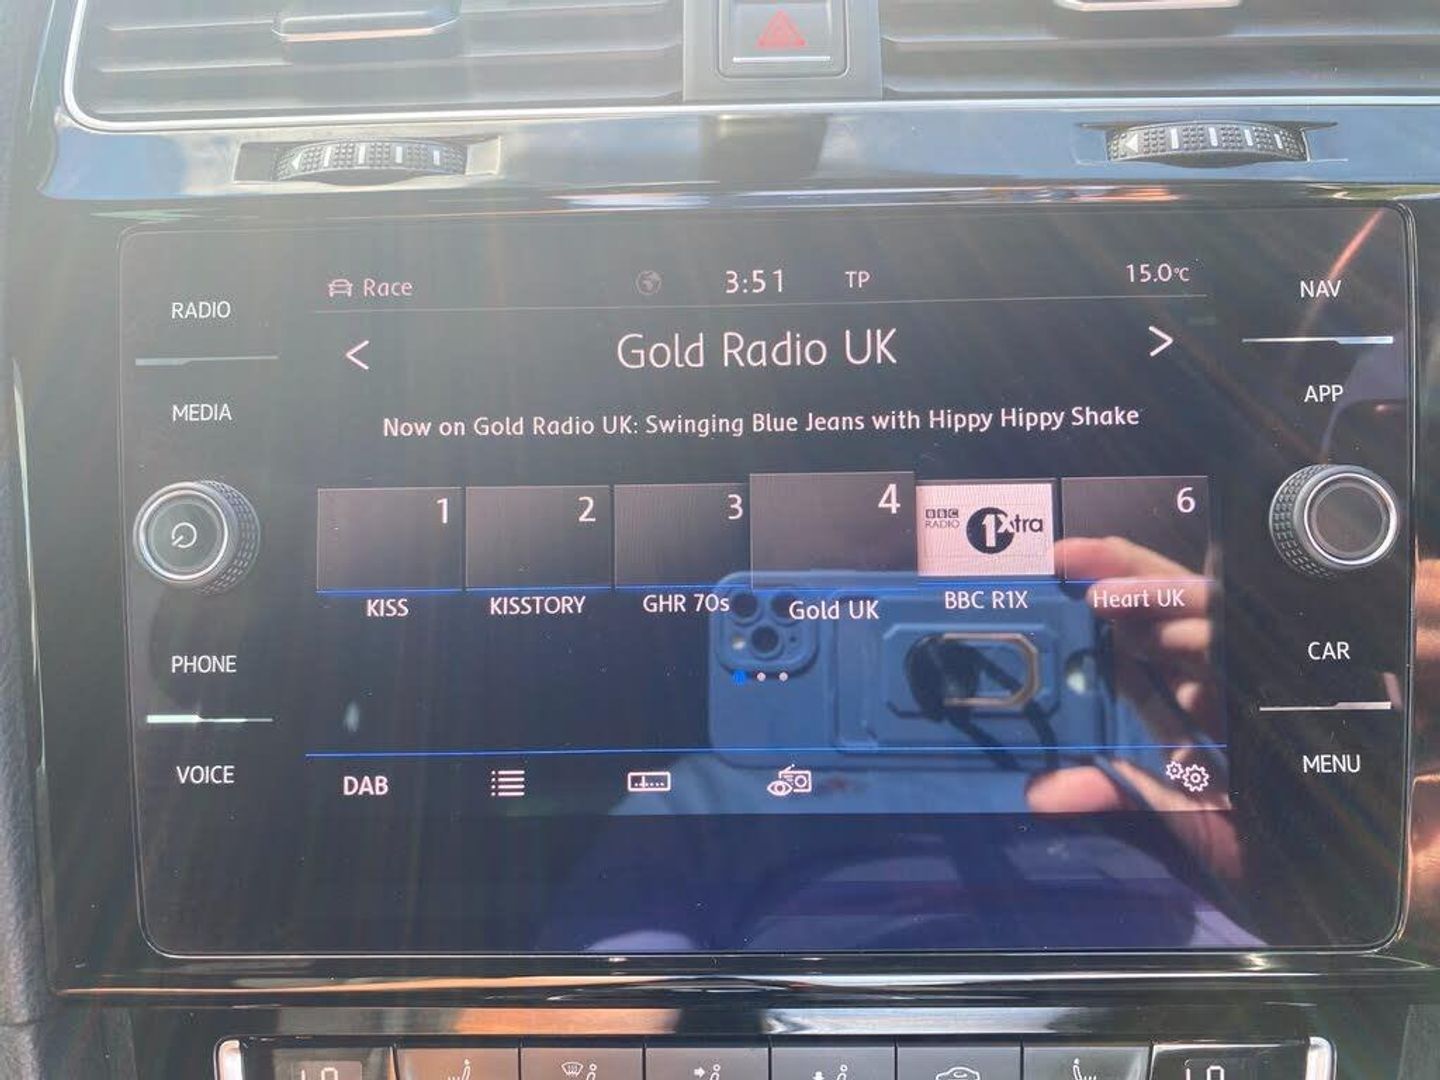 RADIO
MEDIA
PHONE
VOICE
Race
3:51
TP
15.0°C
Gold Radio UK
Now on Gold Radio UK: Swinging Blue Jeans with Hippy Hippy Shake
1
2
3
4
BBC
RADIO
1Xtra
6
KISS
KISSTORY
GHR 70s
Gold UK
BBC R1X
Heart UK
DAB
NAV
APP
CAR
MENU